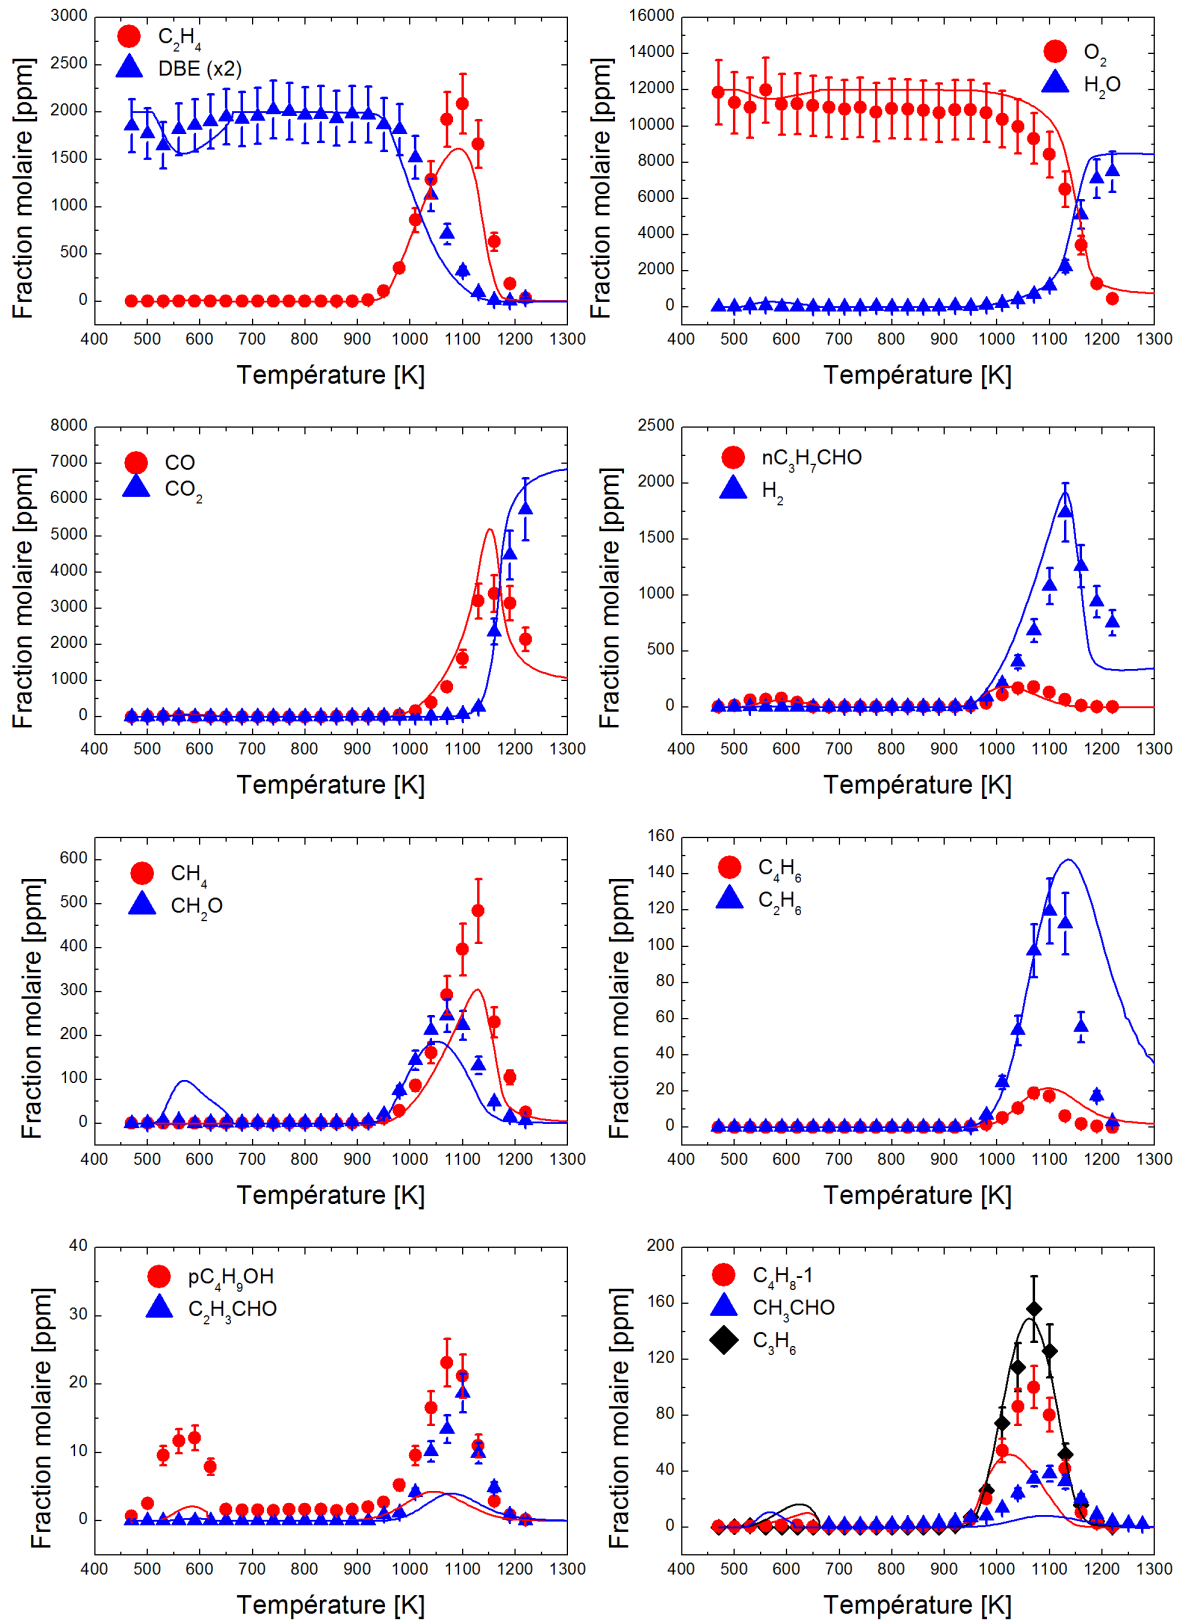 3000
2500
2000
1500
1000
500
0
Fraction molaire [ppm]
C2H4
DBE (x2)
400 500 600 700 800 900 1000 1100 1200 1300
Température [K]
16000
14000
12000
10000
8000
6000
4000
2000
0
Fraction molaire [ppm]
O2
H2O
400 500 600 700 800 900 1000 1100 1200 1300
Température [K]
8000
7000
6000
5000
4000
3000
2000
1000
0
Fraction molaire [ppm]
CO
CO2
400 500 600 700 800 900 1000 1100 1200 1300
Température [K]
2500
2000
1500
1000
500
0
Fraction molaire [ppm]
nC3H7CHO
H2
400 500 600 700 800 900 1000 1100 1200 1300
Température [K]
600
500
400
300
200
100
0
Fraction molaire [ppm]
CH4
CH2O
400 500 600 700 800 900 1000 1100 1200 1300
Température [K]
160
140
120
100
80
60
40
20
0
Fraction molaire [ppm]
C4H6
C2H6
400 500 600 700 800 900 1000 1100 1200 1300
Température [K]
40
30
20
10
0
Fraction molaire [ppm]
pC4H9OH
C2H3CHO
400 500 600 700 800 900 1000 1100 1200 1300
Température [K]
200
160
120
80
40
0
Fraction molaire [ppm]
C4H8-1
CH3CHO
C3H6
400 500 600 700 800 900 1000 1100 1200 1300
Température [K]